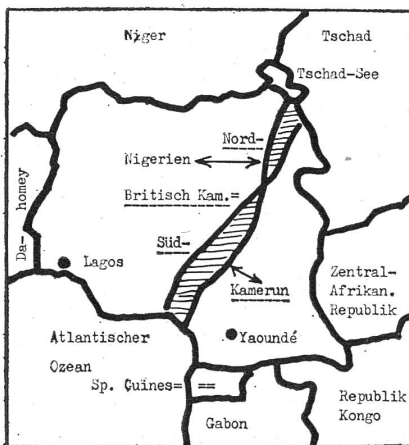 Niger
Tschad
Tschad-See
Nord-
Nigerien
Britisch Kam.=
Da-
homey
Süd-
Lagos
Kamerun
Zentral-
Afrikan.
Republik
Atlantischer
Ozean
Yaoundé
Sp. Guines= ==
Republik
Kongo
Gabon